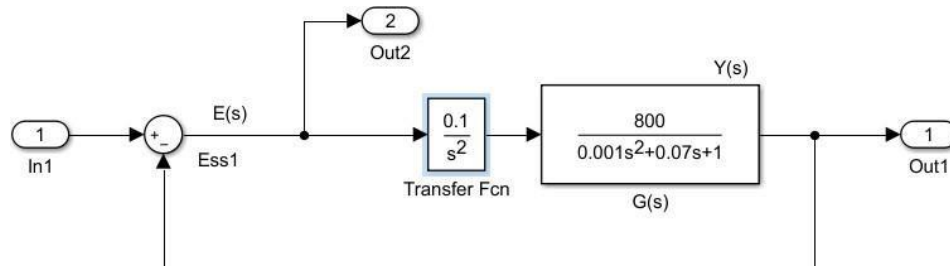 2
Out2
Y(s)
E(s)
1
In1
+
−
Ess1
0.1
s²
Transfer Fcn
800
0.001s²+0.07s+1
G(s)
1
Out1